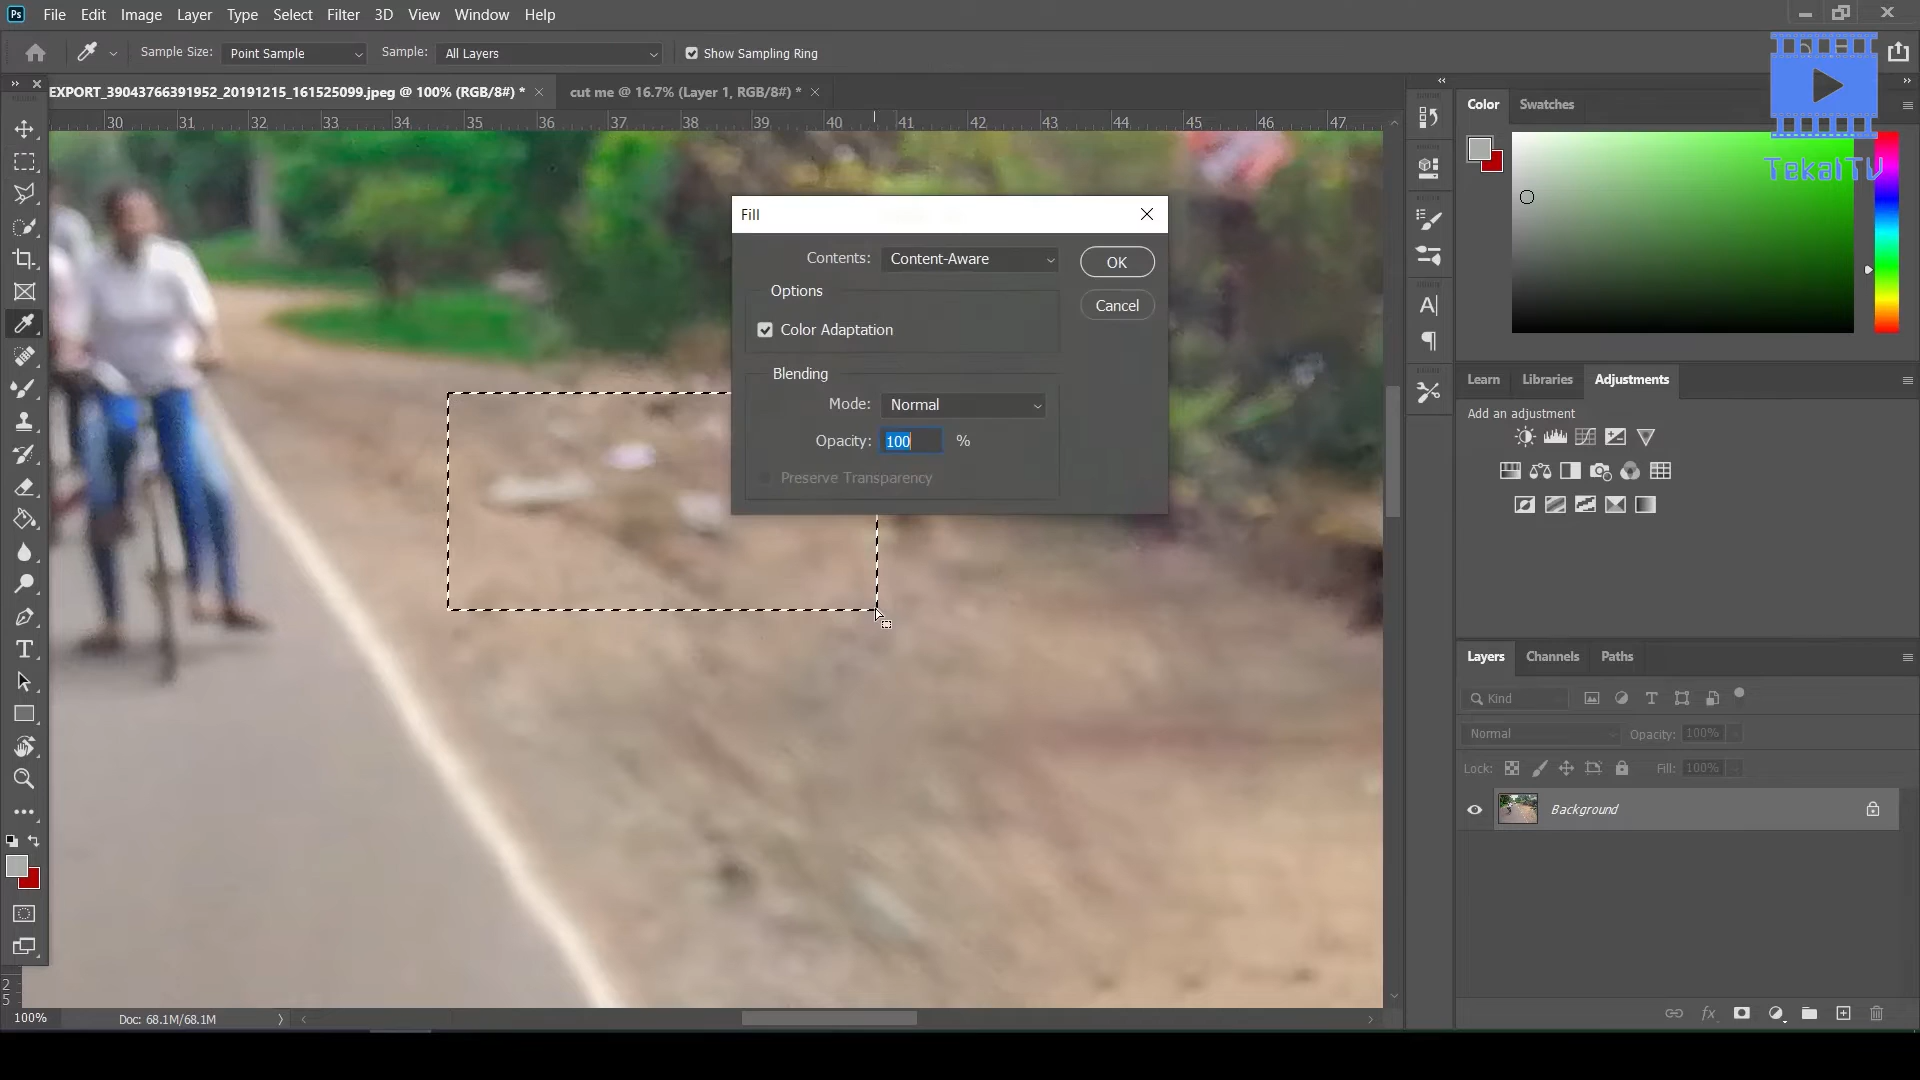 Ps File Edit Image Layer Type Select Filter 3D View Window Help
Sample Size: Point Sample Sample: All Layers Show Sampling Ring
EXPORT_39043766391952_20191215_161525099.jpeg @ 100% (RGB/8#) * cut me @ 16.7% (Layer 1, RGB/8#) *
30 31 32 33 34 35 36 37 38 39 40 41 42 43 44 45 46 47
Color Swatches
TekalTV
Fill
Contents: Content-Aware OK
Options
Cancel
Color Adaptation
Blending
Mode: Normal
Opacity: 100 %
Preserve Transparency
Learn Libraries Adjustments
Add an adjustment
Layers Channels Paths
Kind
Normal Opacity: 100%
Lock: Fill: 100%
Background
2
5
100% Doc: 68.1M/68.1M